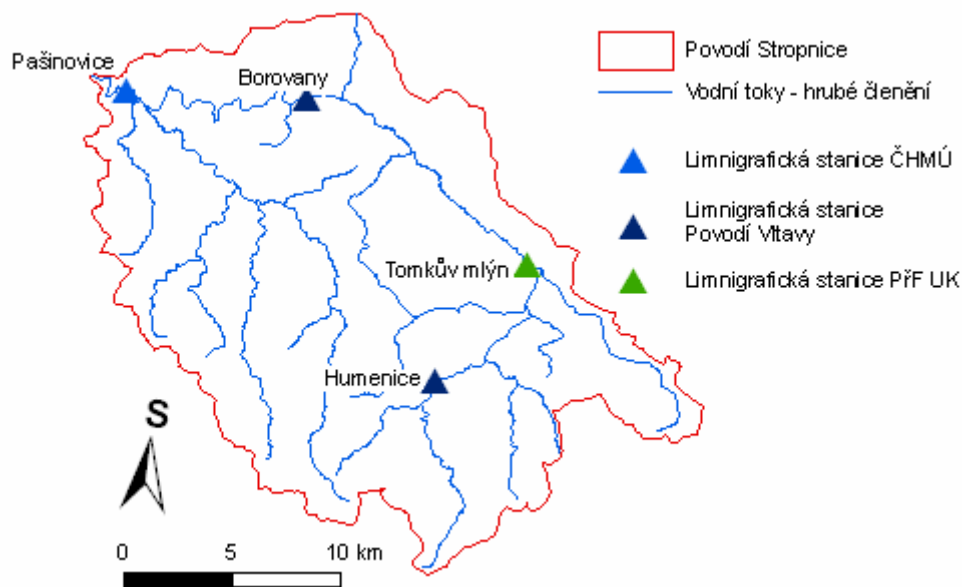 Pašinovice
Borovany
Tomkův mlýn
Humenice
S
0 5 10 km
Povodí Stropnice
Vodní toky - hrubé členění
Limnigrafická stanice ČHMÚ
Limnigrafická stanice
Povodí Vltavy
Limnigrafická stanice PřF UK